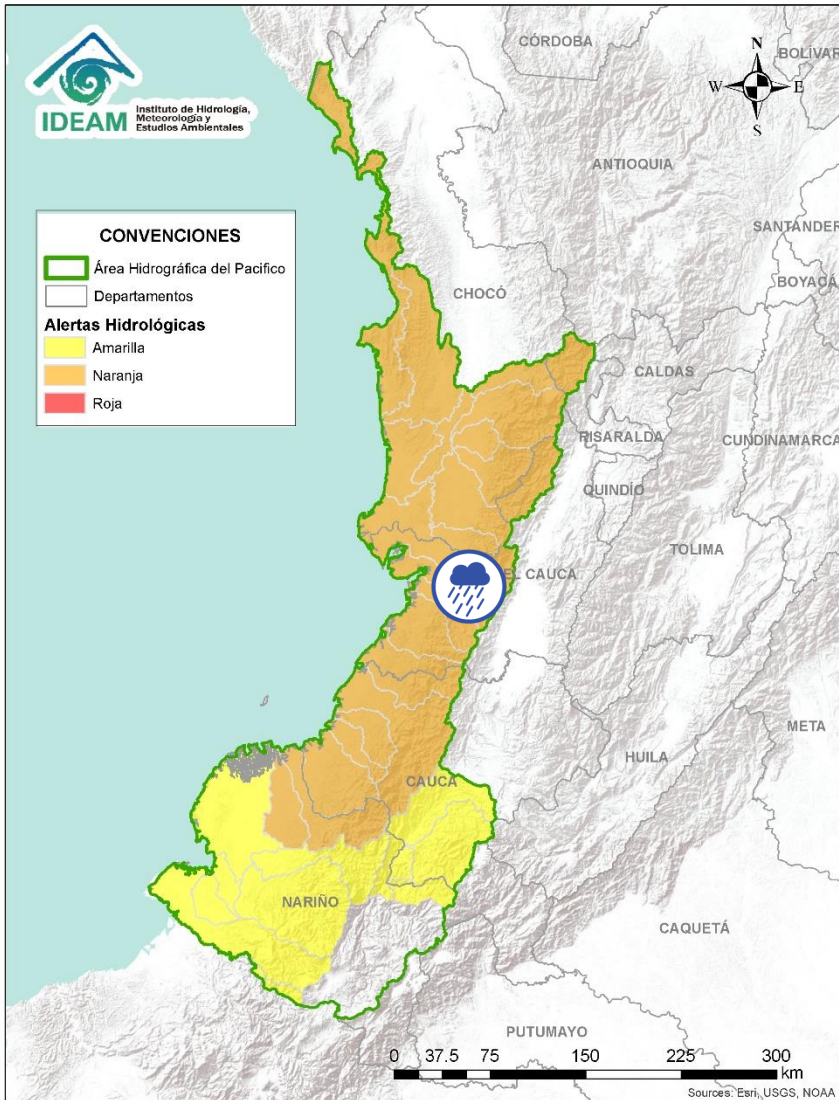 IDEAM
Instituto de Hidrología,
Meteorología y
Estudios Ambientales
CÓRDOBA
BOLÍVAR
N
W
E
S
ANTIOQUIA
SANTANDER
BOYACÁ
CONVENCIONES
Área Hidrográfica del Pacifico
Departamentos
Alertas Hidrológicas
Amarilla
Naranja
Roja
CHOCÓ
CALDAS
RISARALDA
CUNDINAMARCA
QUINDÍO
TOLIMA
EL CAUCA
META
HUILA
CAUCA
NARIÑO
CAQUETÁ
PUTUMAYO
0 37.5 75 150 225 300
km
Sources: Esri, USGS, NOAA